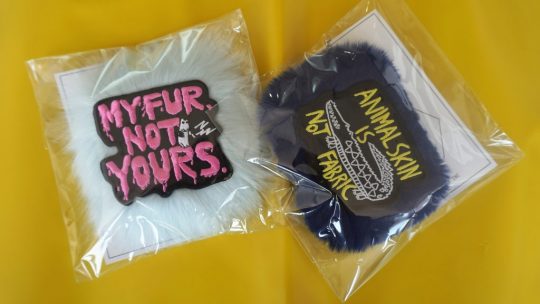 MY FUR.
NOT
YOURS.
ANIMAL SKIN
IS
NOT FABRIC